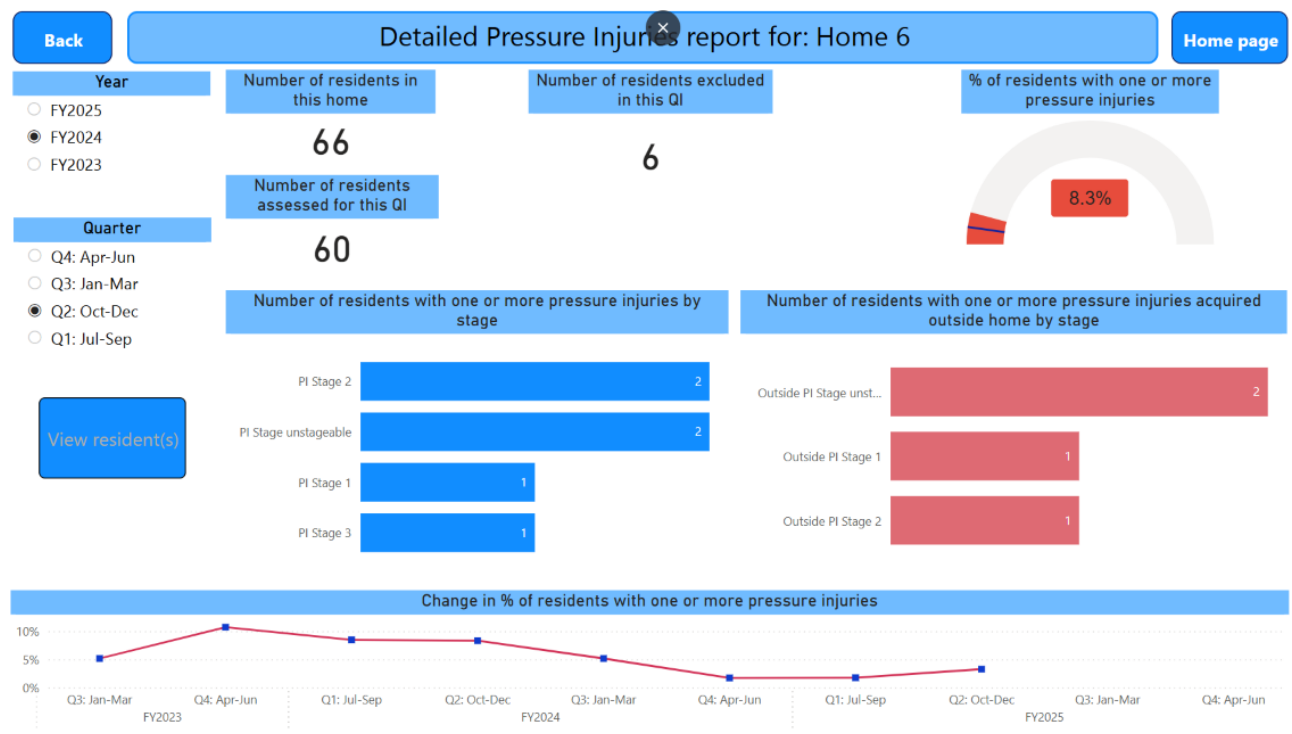 Back
Detailed Pressure Injuries report for: Home 6
Home page
Year
FY2025
FY2024
FY2023
Quarter
Q4: Apr-Jun
Q3: Jan-Mar
Q2: Oct-Dec
Q1: Jul-Sep
View resident(s)
Number of residents in
this home
66
Number of residents excluded
in this QI
6
% of residents with one or more
pressure injuries
8.3%
Number of residents
assessed for this QI
60
Number of residents with one or more pressure injuries by
stage
PI Stage 2
2
PI Stage unstageable
2
PI Stage 1
1
PI Stage 3
1
Number of residents with one or more pressure injuries acquired
outside home by stage
Outside PI Stage unst...
2
Outside PI Stage 1
1
Outside PI Stage 2
1
Change in % of residents with one or more pressure injuries
10%
5%
0%
Q3: Jan-Mar Q4: Apr-Jun Q1: Jul-Sep Q2: Oct-Dec Q3: Jan-Mar Q4: Apr-Jun Q1: Jul-Sep Q2: Oct-Dec Q3: Jan-Mar Q4: Apr-Jun
FY2023 FY2024 FY2025